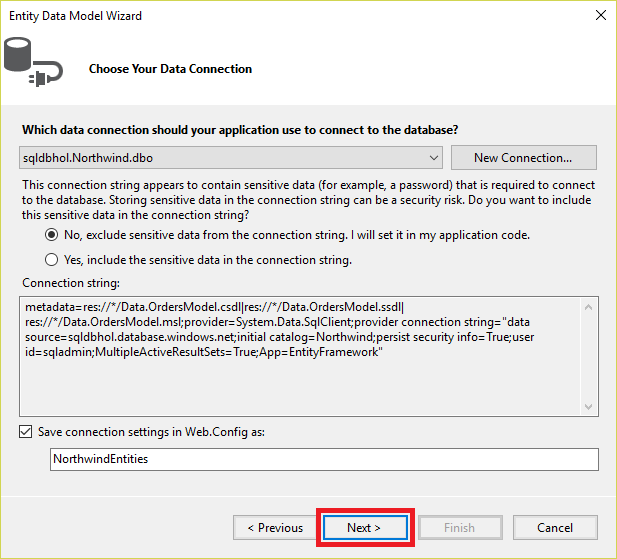 Entity Data Model Wizard
Choose Your Data Connection
Which data connection should your application use to connect to the database?
sqldbhol.Northwind.dbo
New Connection...
This connection string appears to contain sensitive data (for example, a password) that is required to connect
to the database. Storing sensitive data in the connection string can be a security risk. Do you want to include
this sensitive data in the connection string?
No, exclude sensitive data from the connection string. I will set it in my application code.
Yes, include the sensitive data in the connection string.
Connection string:
metadata=res://*/Data.OrdersModel.csdl|res://*/Data.OrdersModel.ssdl|
res://*/Data.OrdersModel.msl;provider=System.Data.SqlClient;provider connection string="data
source=sqldbhol.database.windows.net;initial catalog=Northwind;persist security info=True;user
id=sqladmin;MultipleActiveResultSets=True;App=EntityFramework"
Save connection settings in Web.Config as:
NorthwindEntities
< Previous
Next >
Finish
Cancel